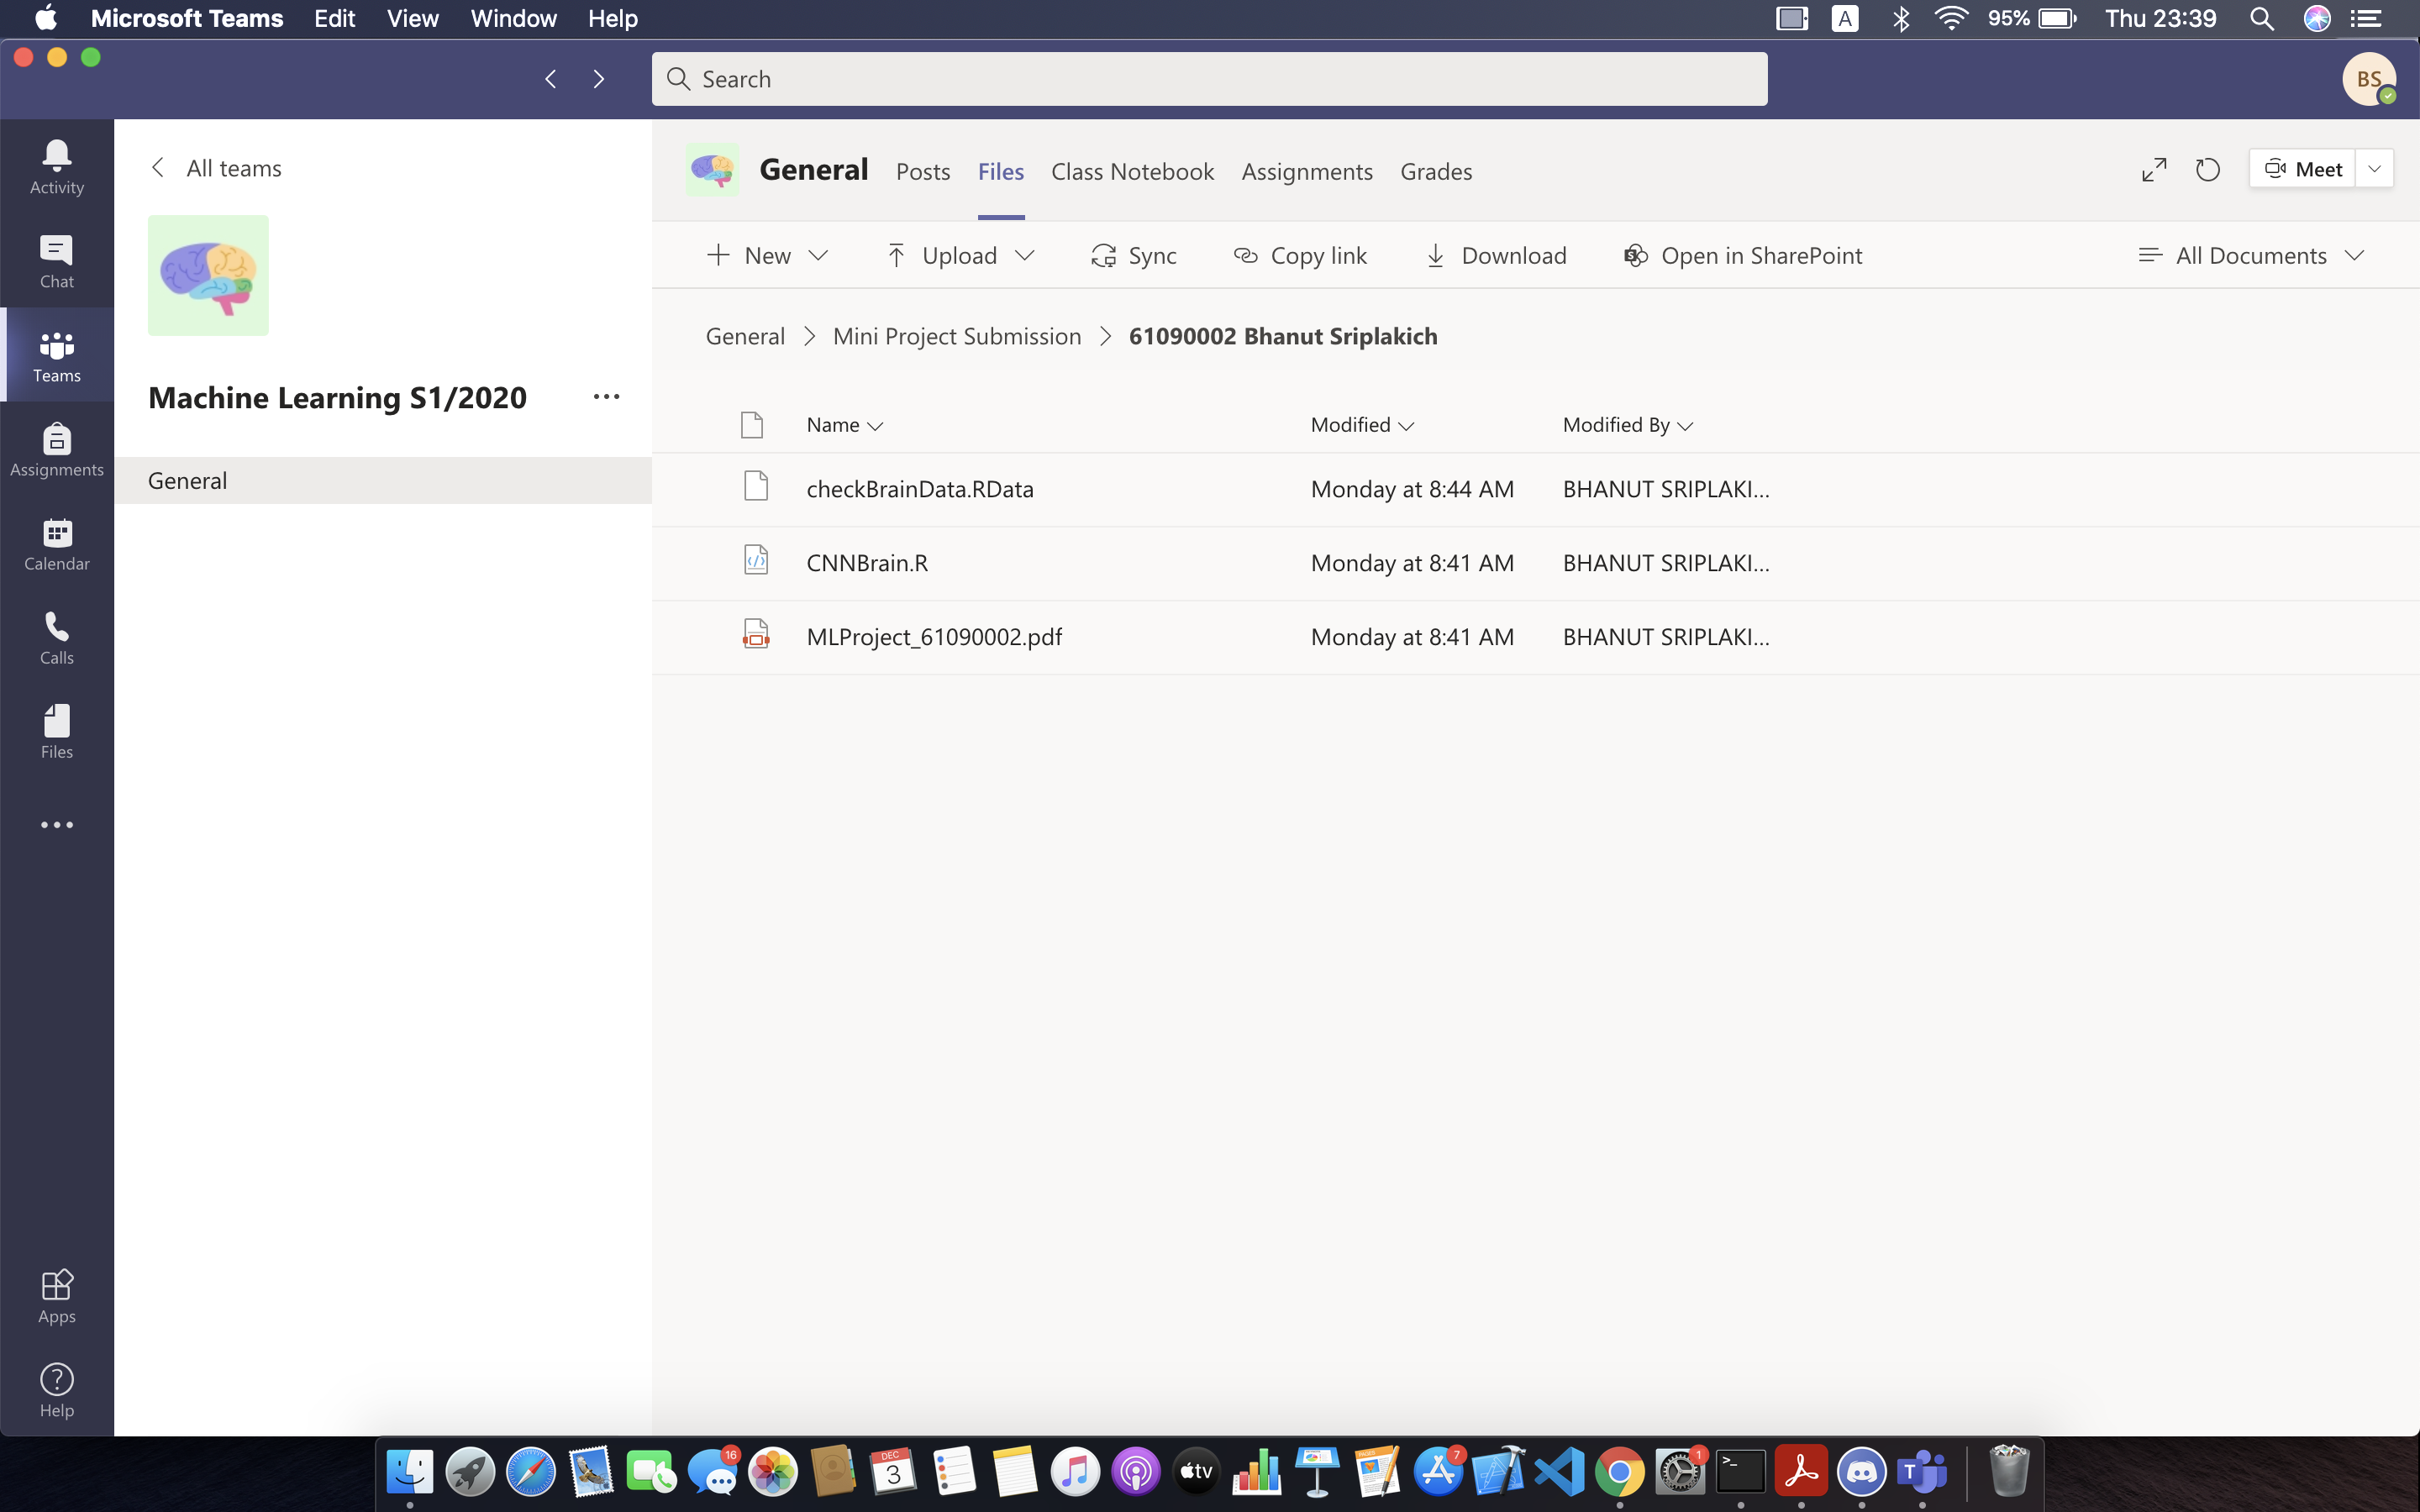 Microsoft Teams Edit View Window Help A 95% Thu 23:39
Search BS
Activity
Chat
Teams
Assignments
Calendar
Calls
Files
Apps
Help
All teams
Machine Learning S1/2020
General
General Posts Files Class Notebook Assignments Grades Meet
New Upload Sync Copy link Download Open in SharePoint All Documents
General > Mini Project Submission > 61090002 Bhanut Sriplakich
Name Modified Modified By
checkBrainData.RData Monday at 8:44 AM BHANUT SRIPLAKI...
CNNBrain.R Monday at 8:41 AM BHANUT SRIPLAKI...
MLProject_61090002.pdf Monday at 8:41 AM BHANUT SRIPLAKI...
16 DEC 3 tv 7 1 >_ T